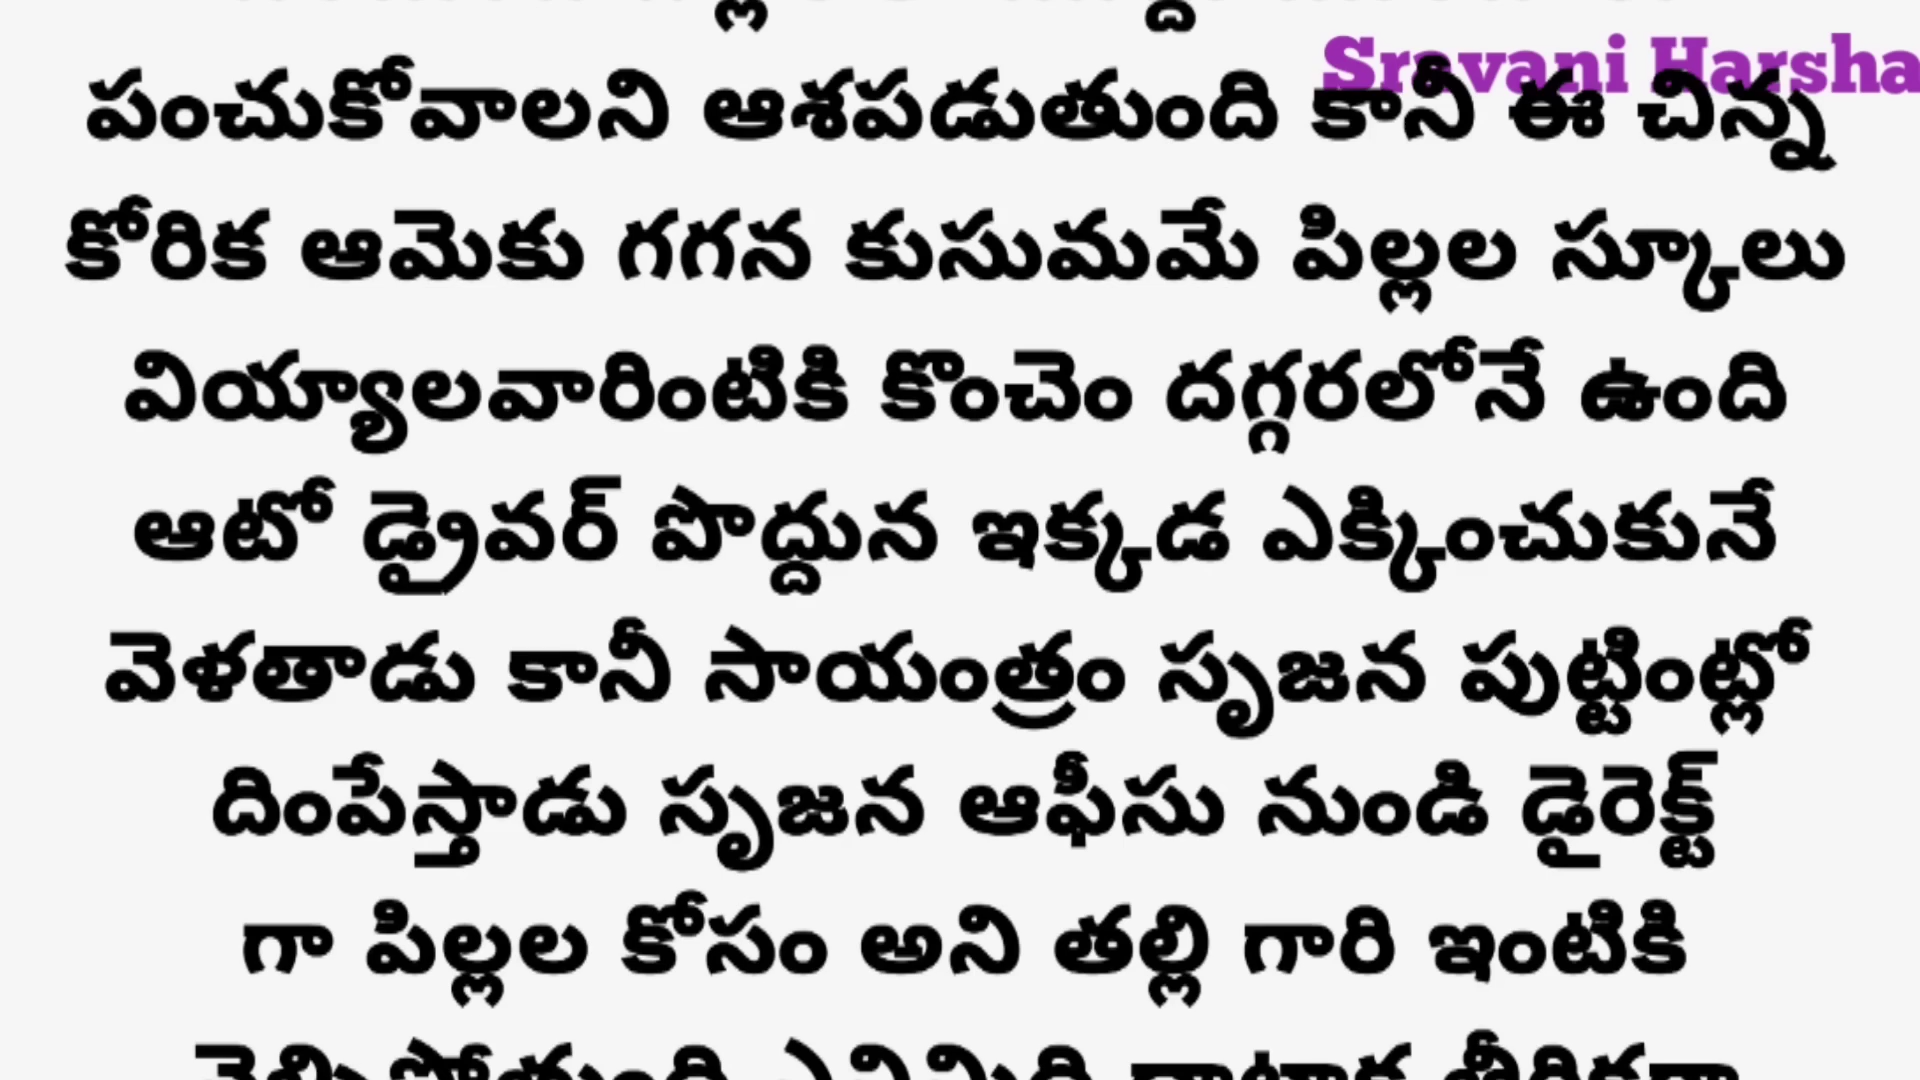 Sravani Harsha
పంచుకోవాలని ఆశపడుతుంది కానీ ఈ చిన్న
కోరిక ఆమెకు గగన కుసుమమే పిల్లల స్కూలు
వియ్యాలవారింటికి కొంచెం దగ్గరలోనే ఉంది
ఆటో డ్రైవర్ పొద్దున ఇక్కడ ఎక్కించుకునే
వెళతాడు కానీ సాయంత్రం సృజన పుట్టింట్లో
దింపేస్తాడు సృజన ఆఫీసు నుండి డైరెక్ట్
గా పిల్లల కోసం అని తల్లి గారి ఇంటికి